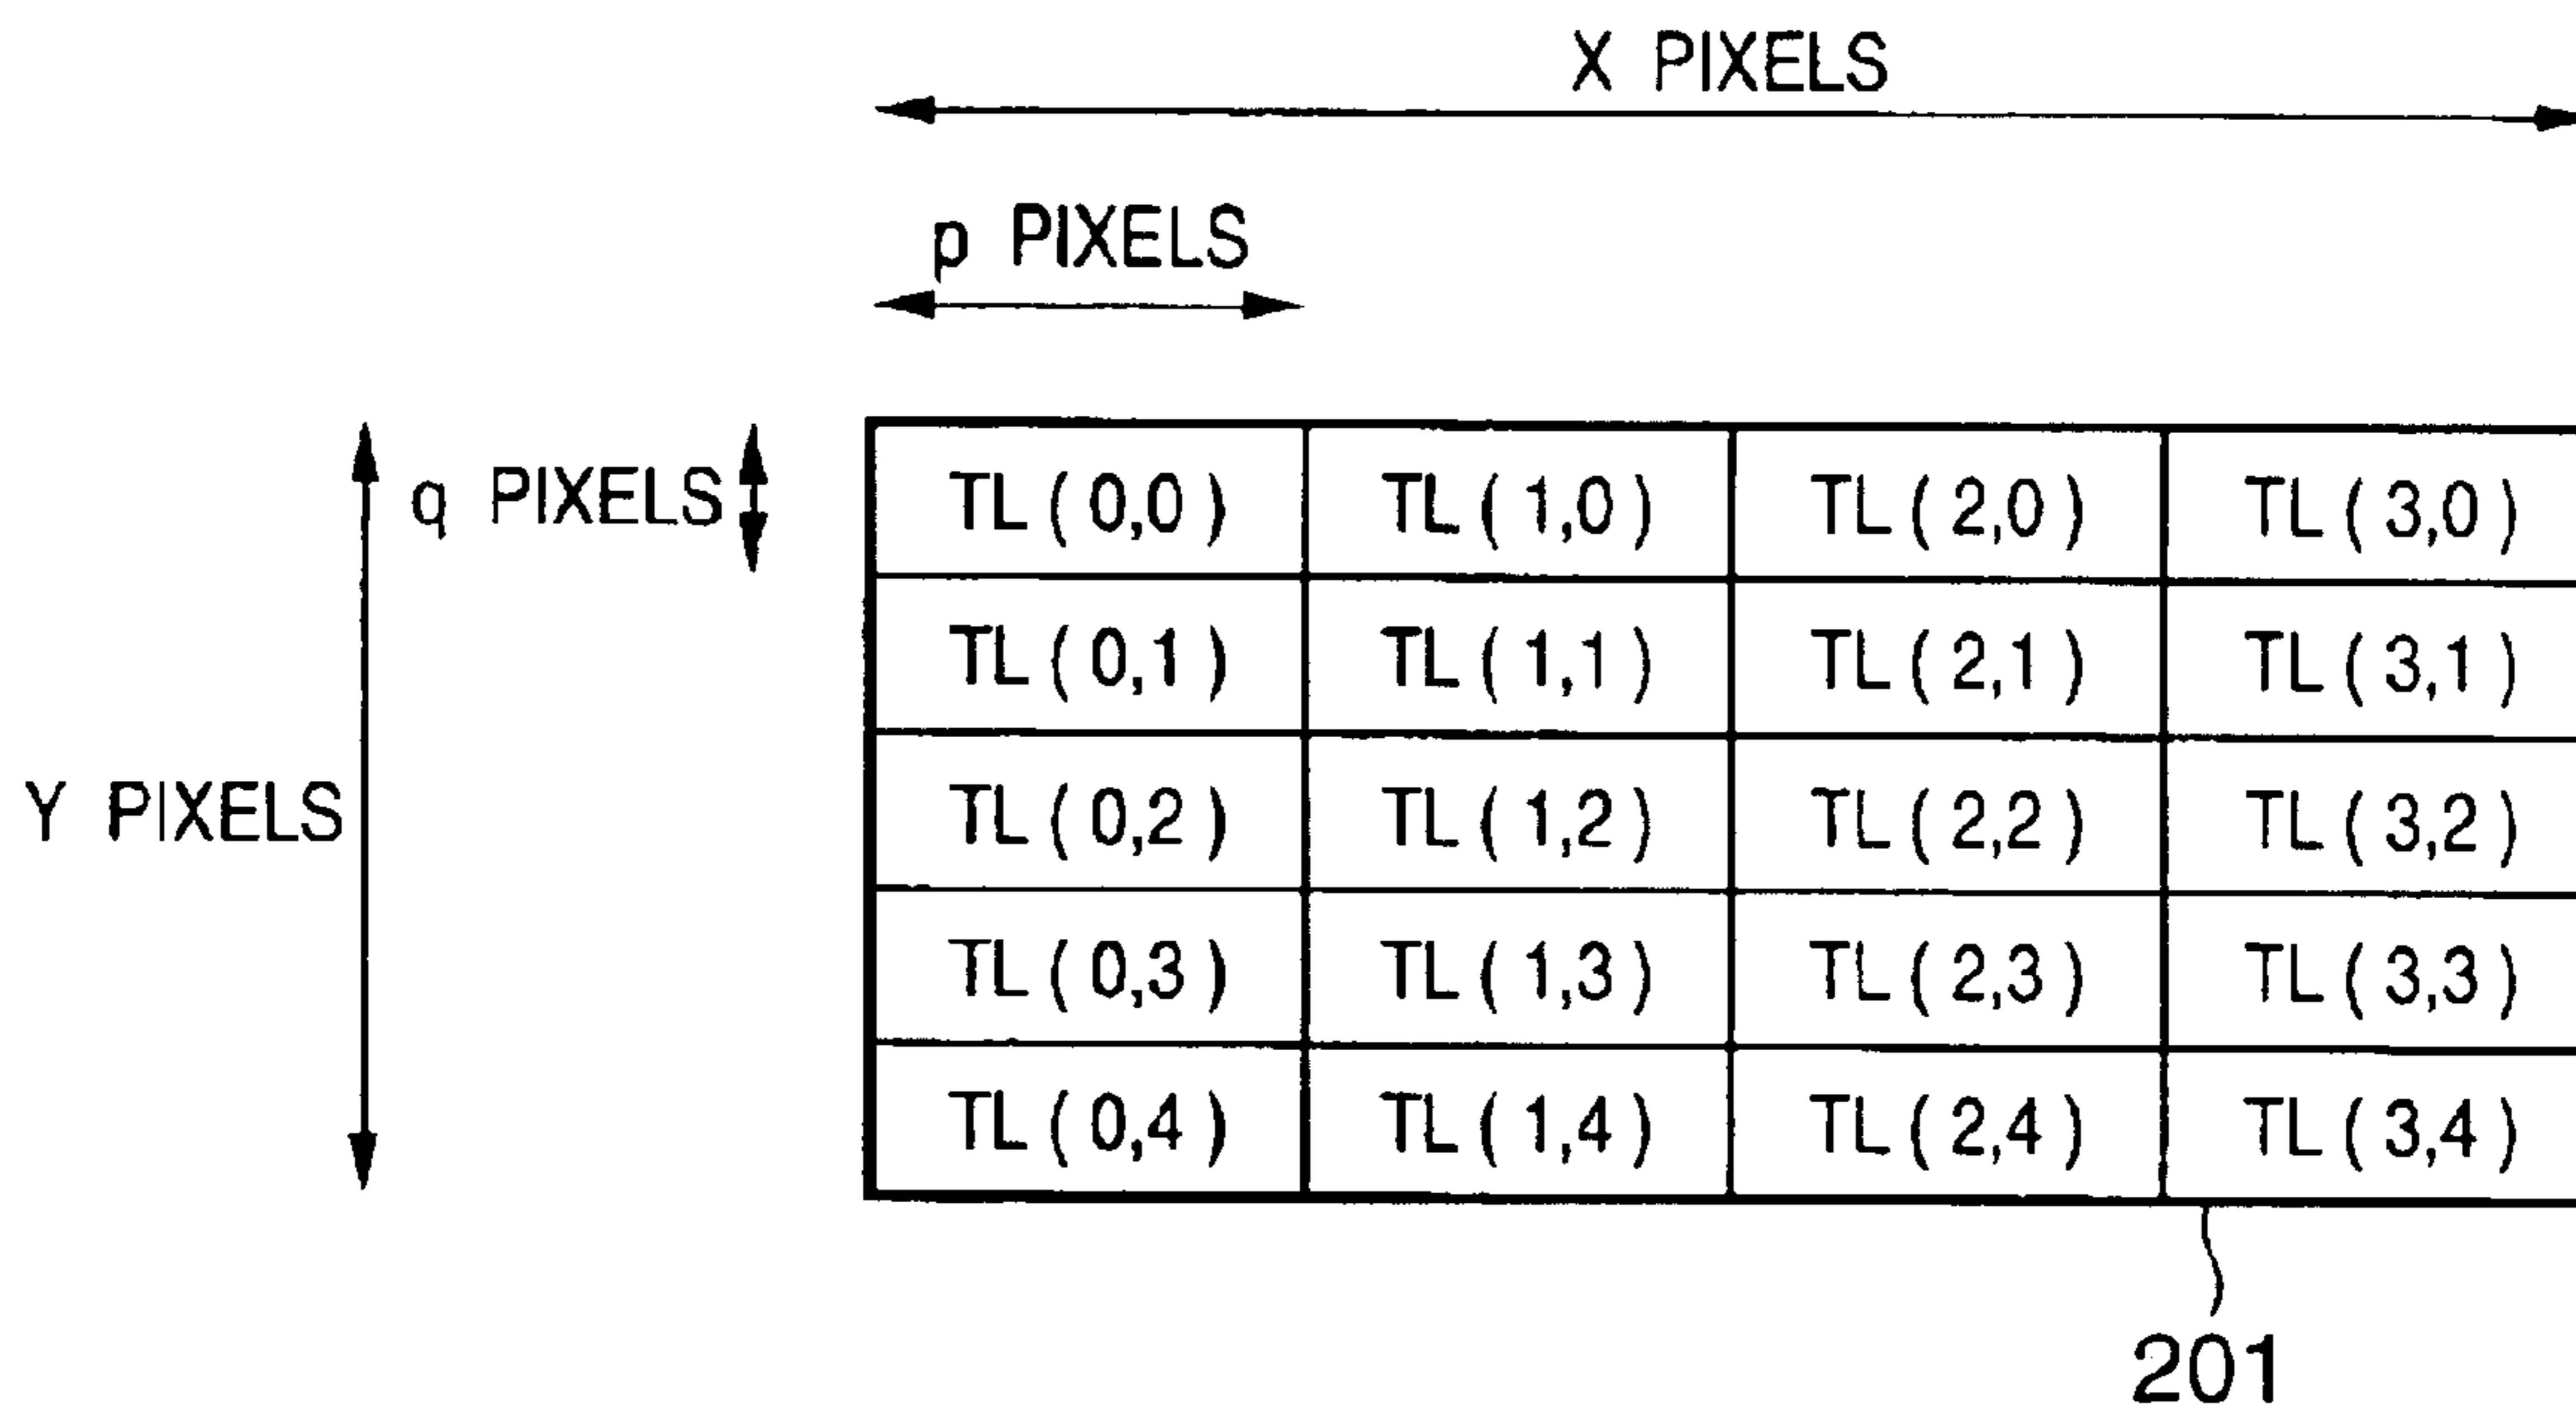 X PIXELS
p PIXELS
q PIXELS
TL ( 0,0 ) TL ( 1,0 ) TL ( 2,0 ) TL ( 3,0 )
TL ( 0,1 ) TL ( 1,1 ) TL ( 2,1 ) TL ( 3,1 )
Y PIXELS
TL ( 0,2 ) TL ( 1,2 ) TL ( 2,2 ) TL ( 3,2 )
TL ( 0,3 ) TL ( 1,3 ) TL ( 2,3 ) TL ( 3,3 )
TL ( 0,4 ) TL ( 1,4 ) TL ( 2,4 ) TL ( 3,4 )
201